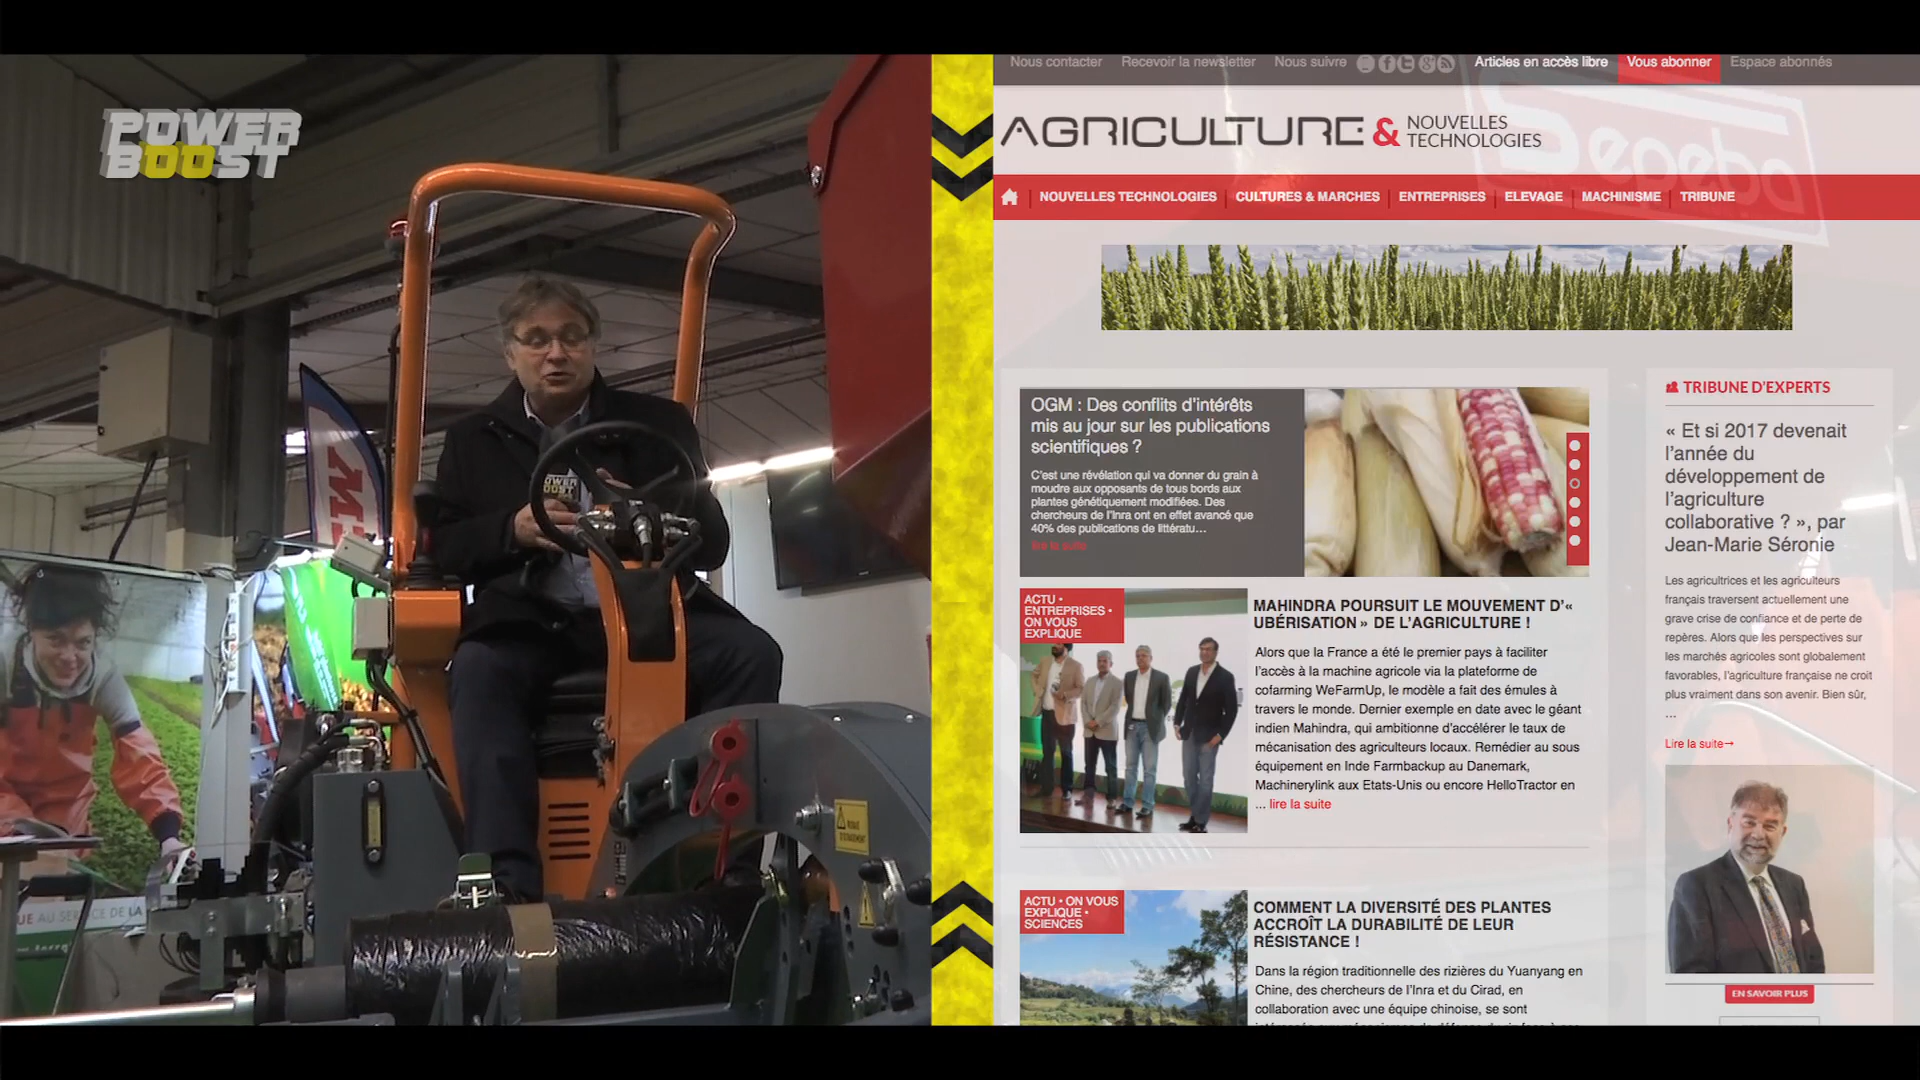 POWER
BOOST
POWER
BOOST
UE AU SERVICE DE LA
Nous contacter
Recevoir la newsletter
Nous suivre
Articles en accès libre
Vous abonner
Espace abonnés
AGRICULTURE & NOUVELLES
TECHNOLOGIES
Depeba
NOUVELLES TECHNOLOGIES
CULTURES & MARCHES
ENTREPRISES
ELEVAGE
MACHINISME
TRIBUNE
OGM : Des conflits d'intérêts
mis au jour sur les publications
scientifiques ?
C'est une révélation qui va donner du grain à
moudre aux opposants de tous bords aux
plantes génétiquement modifiées. Des
chercheurs de l'Inra ont en effet avancé que
40% des publications de littératu...
lire la suite
ACTU •
ENTREPRISES •
ON VOUS
EXPLIQUE
MAHINDRA POURSUIT LE MOUVEMENT D'«
UBÉRISATION » DE L'AGRICULTURE !
Alors que la France a été le premier pays à faciliter
l'accès à la machine agricole via la plateforme de
cofarming WeFarmUp, le modèle a fait des émules à
travers le monde. Dernier exemple en date avec le géant
indien Mahindra, qui ambitionne d'accélérer le taux de
mécanisation des agriculteurs locaux. Remédier au sous
équipement en Inde Farmbackup au Danemark,
Machinerylink aux Etats-Unis ou encore HelloTractor en
... lire la suite
ACTU • ON VOUS
EXPLIQUE •
SCIENCES
COMMENT LA DIVERSITÉ DES PLANTES
ACCROÎT LA DURABILITÉ DE LEUR
RÉSISTANCE !
Dans la région traditionnelle des rizières du Yuanyang en
Chine, des chercheurs de l'Inra et du Cirad, en
collaboration avec une équipe chinoise, se sont
TRIBUNE D'EXPERTS
« Et si 2017 devenait
l'année du
développement de
l'agriculture
collaborative ? », par
Jean-Marie Séronie
Les agricultrices et les agriculteurs
français traversent actuellement une
grave crise de confiance et de perte de
repères. Alors que les perspectives sur
les marchés agricoles sont globalement
favorables, l'agriculture française ne croit
plus vraiment dans son avenir. Bien sûr,
...
Lire la suite→
EN SAVOIR PLUS